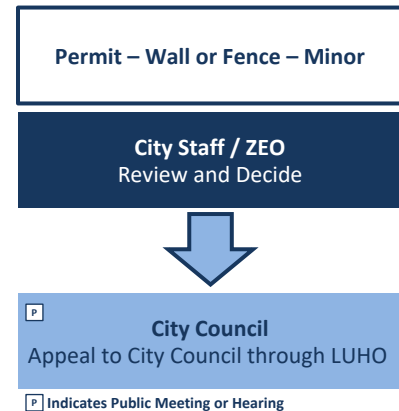 Permit – Wall or Fence – Minor
City Staff / ZEO
Review and Decide
P
City Council
Appeal to City Council through LUHO
P Indicates Public Meeting or Hearing